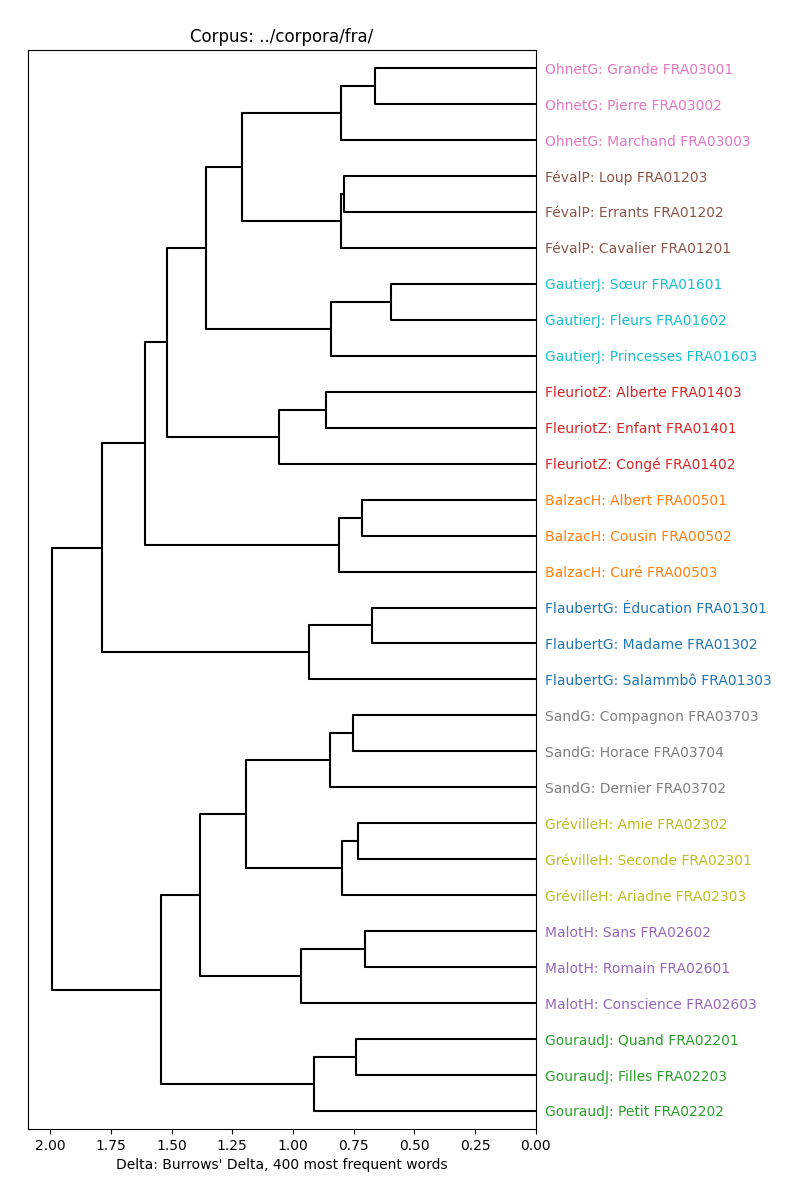 Corpus: ../corpora/fra/
OhnetG: Grande FRA03001
OhnetG: Pierre FRA03002
OhnetG: Marchand FRA03003
FévalP: Loup FRA01203
FévalP: Errants FRA01202
FévalP: Cavalier FRA01201
GautierJ: Sœur FRA01601
GautierJ: Fleurs FRA01602
GautierJ: Princesses FRA01603
FleuriotZ: Alberte FRA01403
FleuriotZ: Enfant FRA01401
FleuriotZ: Congé FRA01402
BalzacH: Albert FRA00501
BalzacH: Cousin FRA00502
BalzacH: Curé FRA00503
FlaubertG: Éducation FRA01301
FlaubertG: Madame FRA01302
FlaubertG: Salammbô FRA01303
SandG: Compagnon FRA03703
SandG: Horace FRA03704
SandG: Dernier FRA03702
GrévilleH: Amie FRA02302
GrévilleH: Seconde FRA02301
GrévilleH: Ariadne FRA02303
MalotH: Sans FRA02602
MalotH: Romain FRA02601
MalotH: Conscience FRA02603
GouraudJ: Quand FRA02201
GouraudJ: Filles FRA02203
GouraudJ: Petit FRA02202
2.00 1.75 1.50 1.25 1.00 0.75 0.50 0.25 0.00
Delta: Burrows' Delta, 400 most frequent words